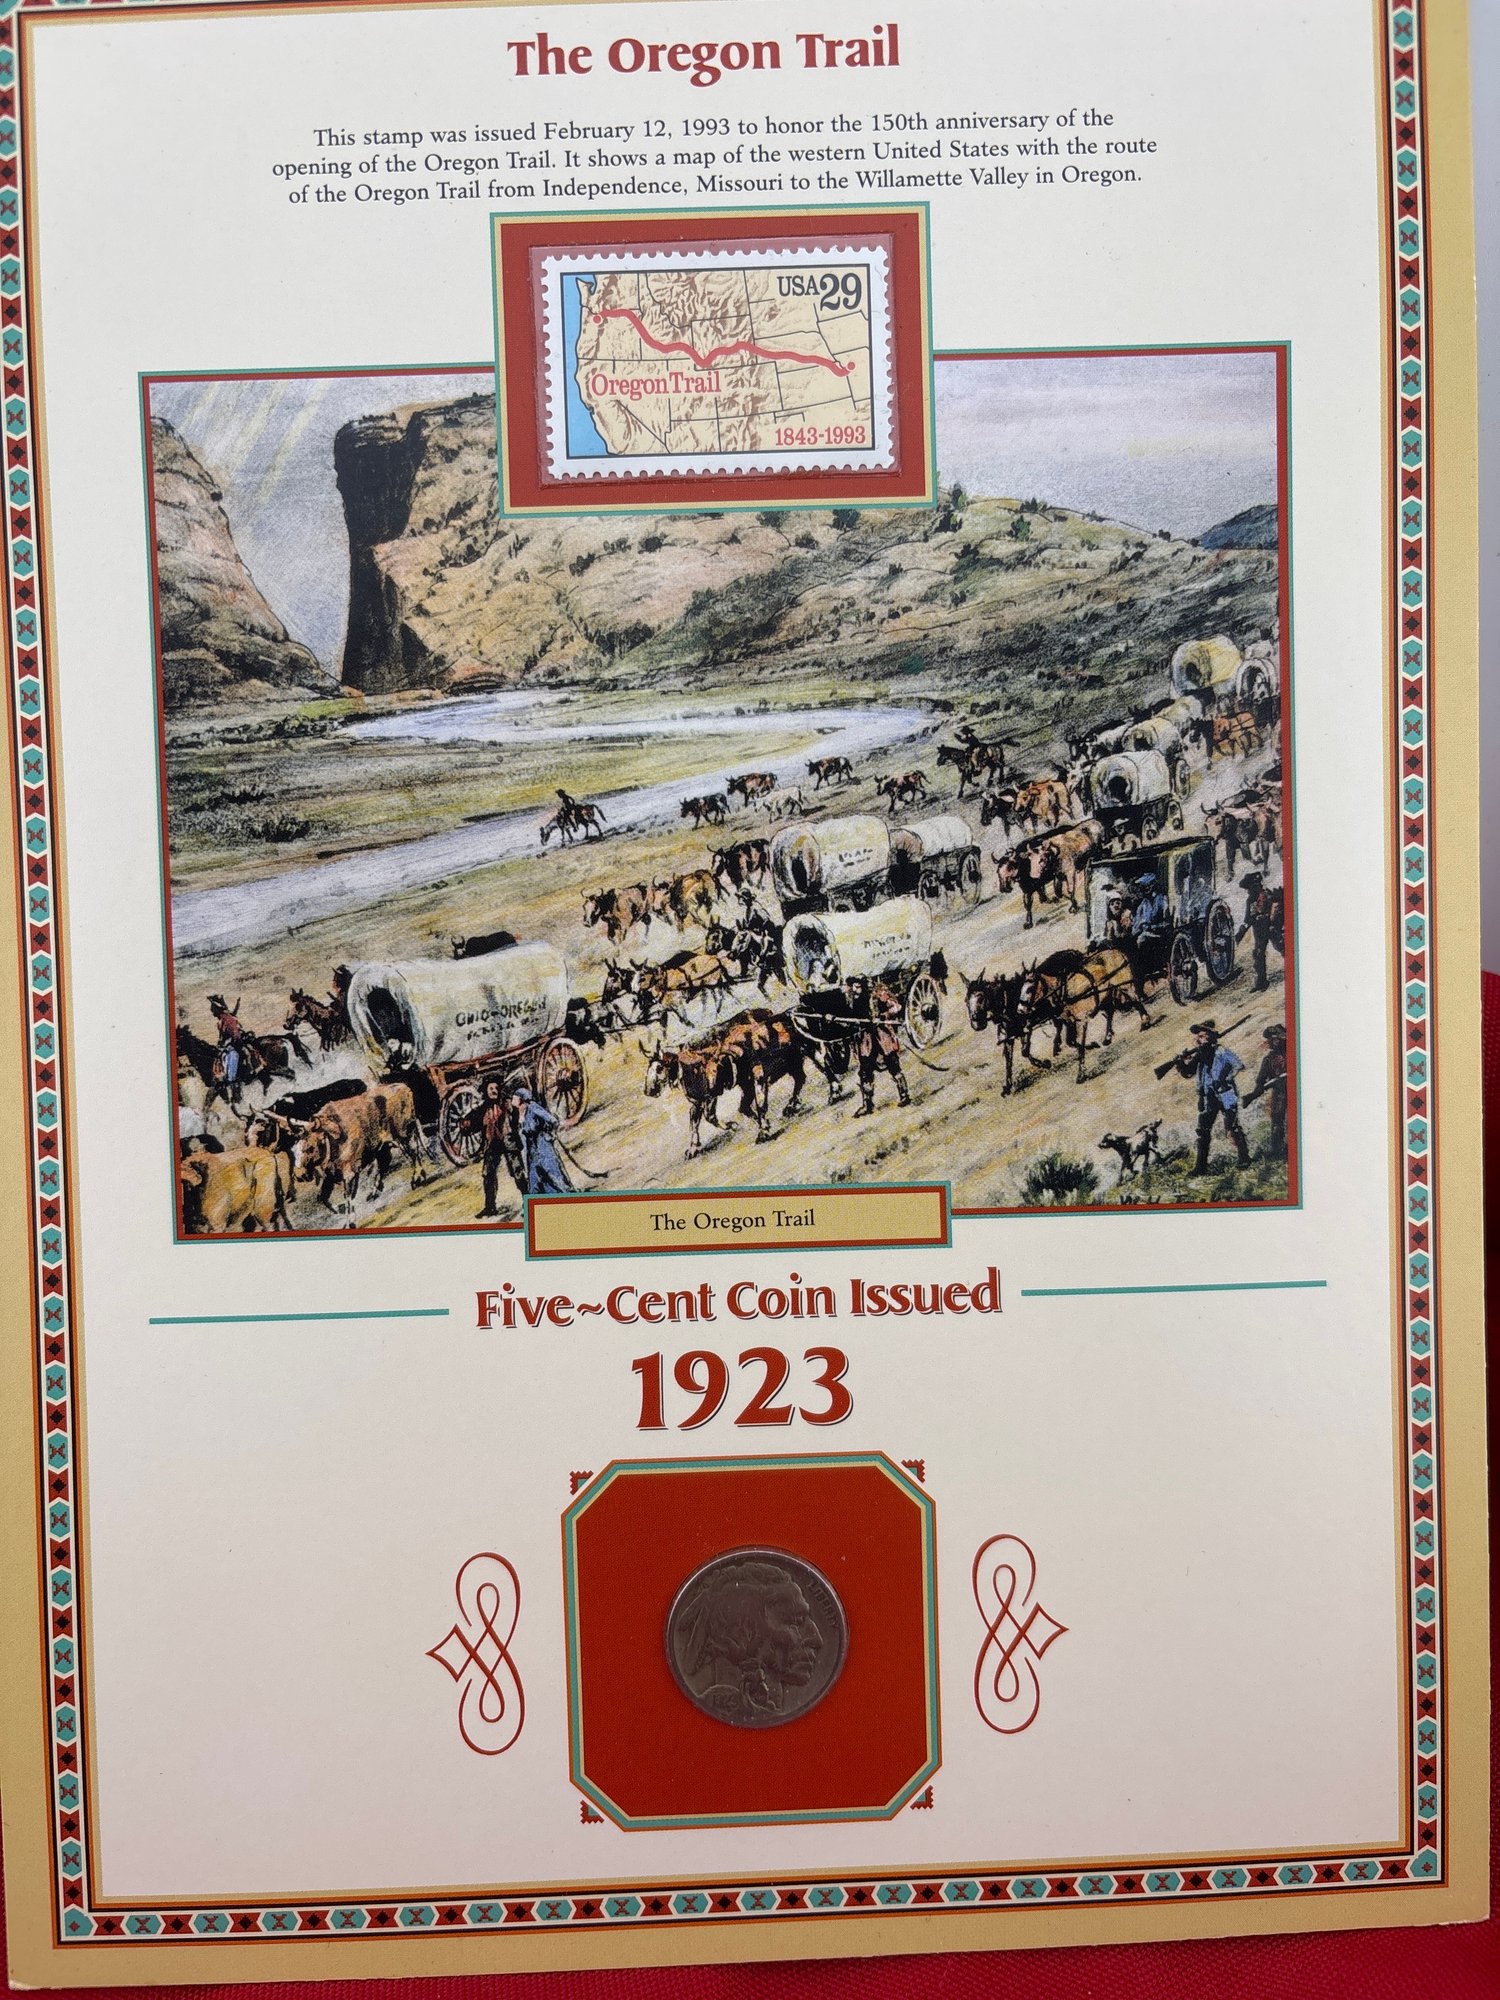 The Oregon Trail
This stamp was issued February 12, 1993 to honor the 150th anniversary of the
opening of the Oregon Trail. It shows a map of the western United States with the route
of the Oregon Trail from Independence, Missouri to the Willamette Valley in Oregon.
USA29
Oregon Trail
1843-1993
OHIO-OREGON
The Oregon Trail
Five~Cent Coin Issued
1923
LIBERTY
1923